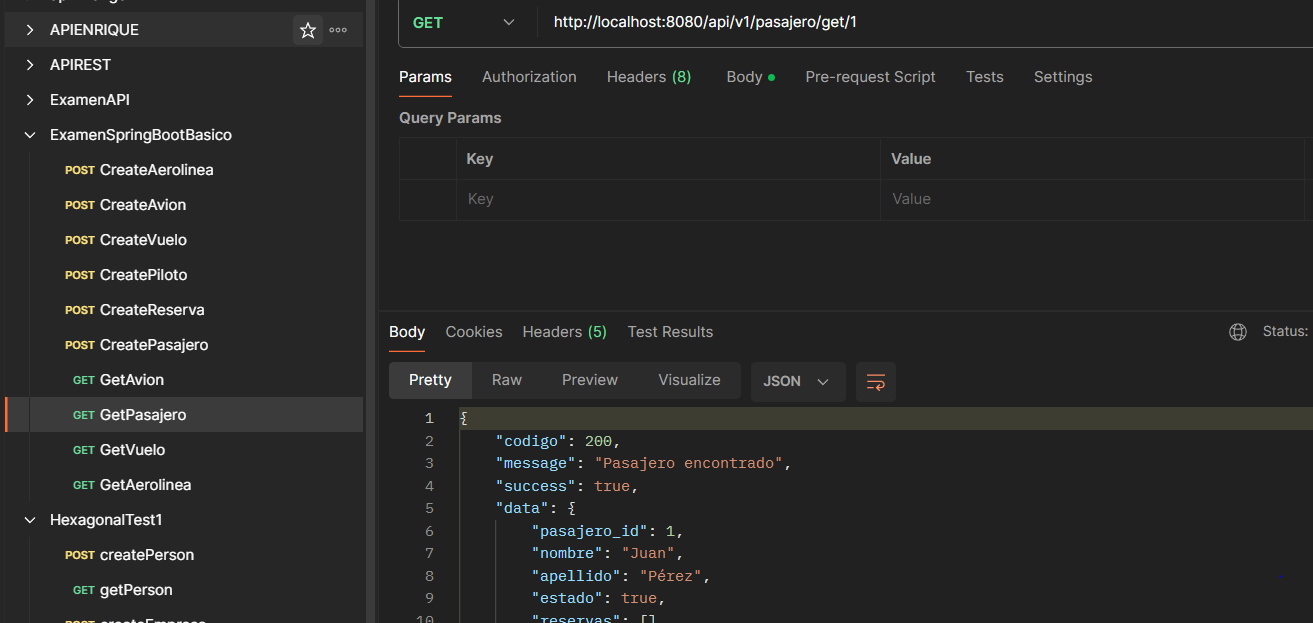 APIENRIQUE
APIREST
ExamenAPI
ExamenSpringBootBasico
POST CreateAerolinea
POST CreateAvion
POST CreateVuelo
POST CreatePiloto
POST CreateReserva
POST CreatePasajero
GET GetAvion
GET GetPasajero
GET GetVuelo
GET GetAerolinea
HexagonalTest1
POST createPerson
GET getPerson
POST createEmpresa
GET http://localhost:8080/api/v1/pasajero/get/1
Params Authorization Headers (8) Body Pre-request Script Tests Settings
Query Params
Key Value
Key Value
Body Cookies Headers (5) Test Results Status:
Pretty Raw Preview Visualize JSON
1 {
2 "codigo": 200,
3 "message": "Pasajero encontrado",
4 "success": true,
5 "data": {
6 "pasajero_id": 1,
7 "nombre": "Juan",
8 "apellido": "Pérez",
9 "estado": true,
10 "reservas": []